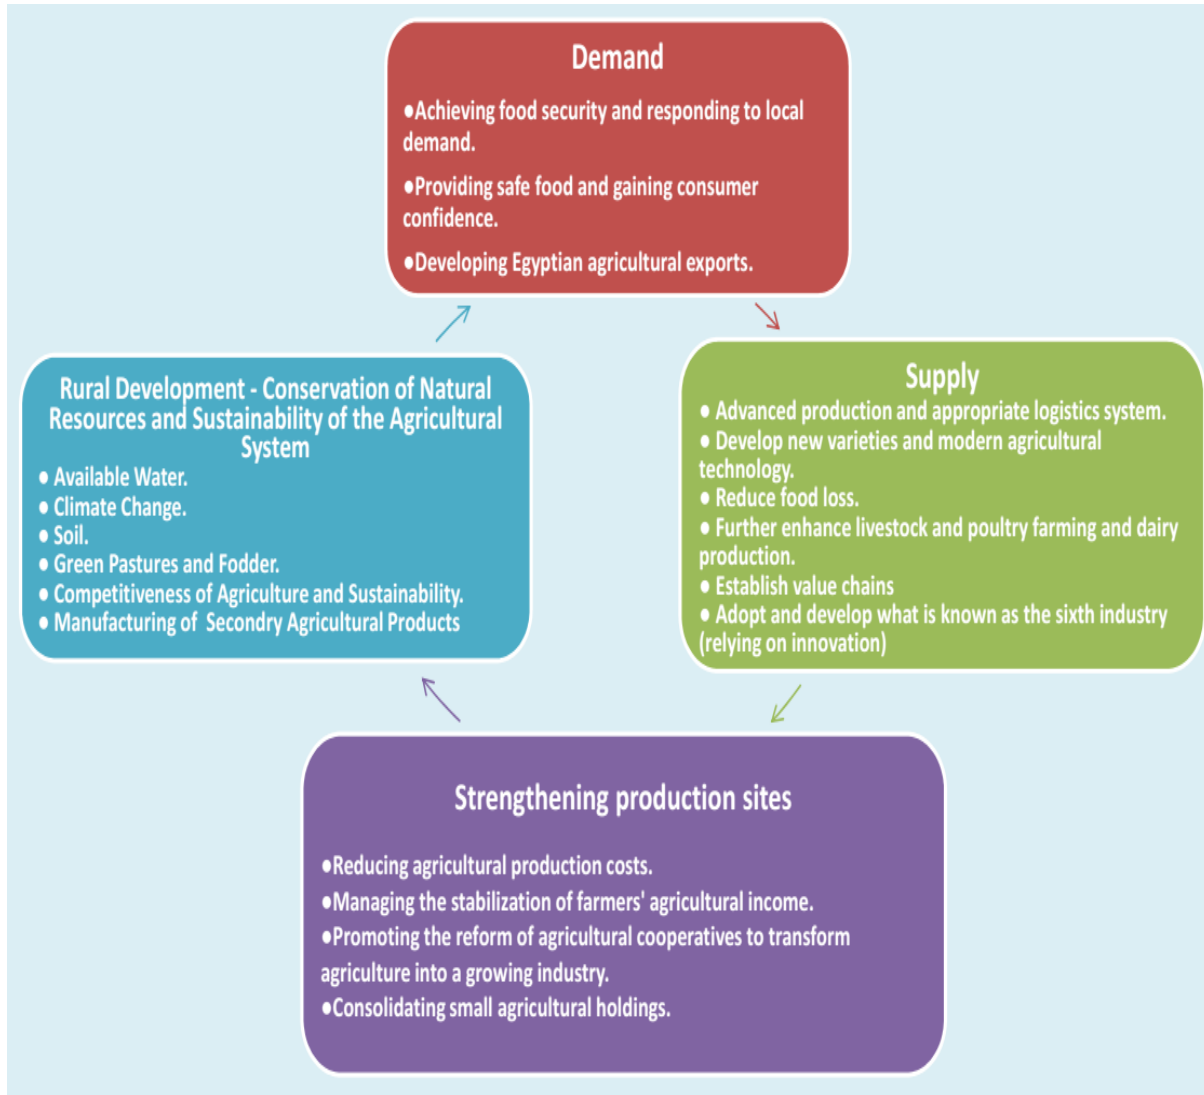 Demand
●Achieving food security and responding to local
demand.
●Providing safe food and gaining consumer
confidence.
●Developing Egyptian agricultural exports.
Supply
● Advanced production and appropriate logistics system.
● Develop new varieties and modern agricultural
technology.
● Reduce food loss.
● Further enhance livestock and poultry farming and dairy
production.
● Establish value chains
● Adopt and develop what is known as the sixth industry
(relying on innovation)
Strengthening production sites
●Reducing agricultural production costs.
●Managing the stabilization of farmers' agricultural income.
●Promoting the reform of agricultural cooperatives to transform
agriculture into a growing industry.
●Consolidating small agricultural holdings.
Rural Development - Conservation of Natural
Resources and Sustainability of the Agricultural
System
● Available Water.
● Climate Change.
● Soil.
● Green Pastures and Fodder.
● Competitiveness of Agriculture and Sustainability.
● Manufacturing of  Secondry Agricultural Products